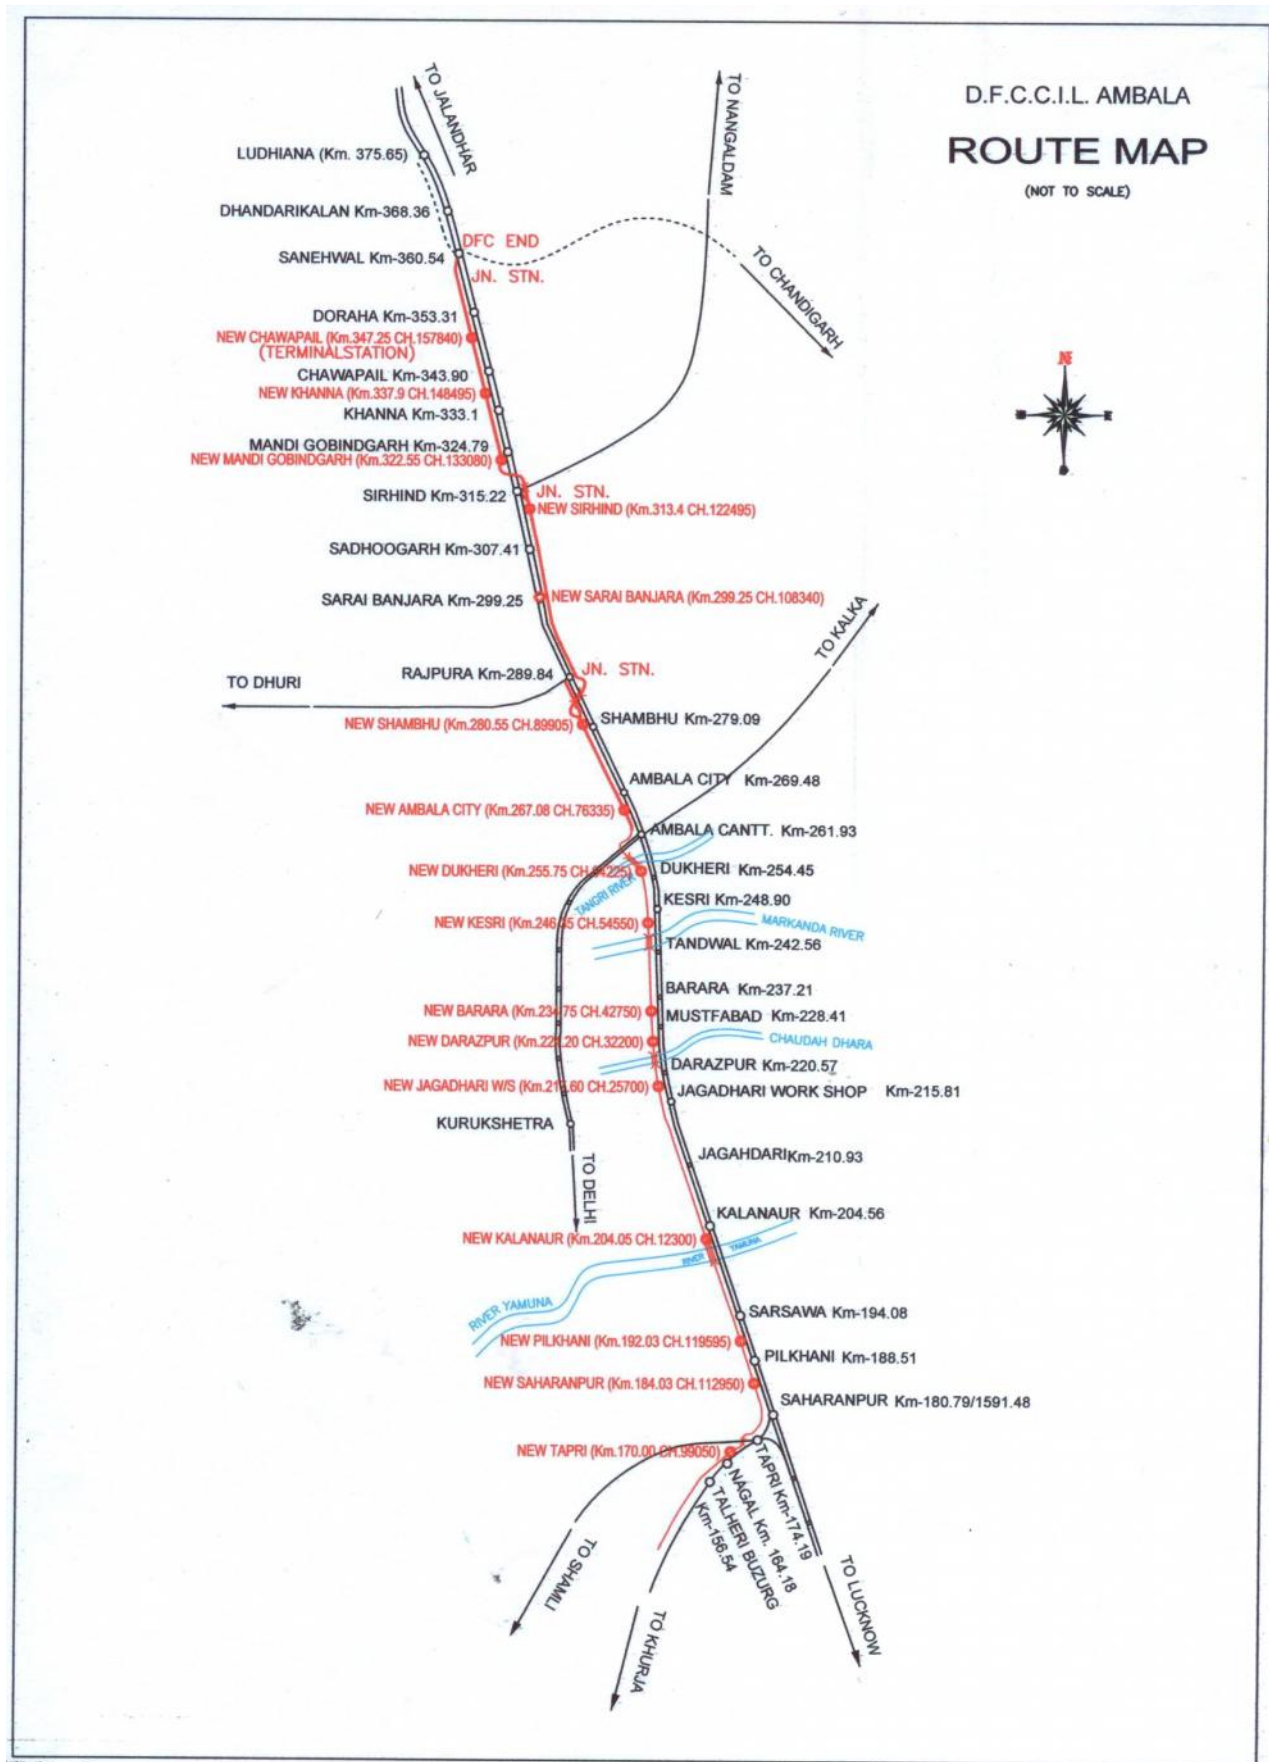 D.F.C.C.I.L. AMBALA
ROUTE MAP
(NOT TO SCALE)
TO JALANDHAR
TO NANGALDAM
LUDHIANA (Km. 375.65)
DHANDARIKALAN Km-368.36
DFC END
SANEHWAL Km-360.54
JN. STN.
TO CHANDIGARH
DORAHA Km-353.31
NEW CHAWAPAIL (Km.347.25 CH.157840)
(TERMINALSTATION)
CHAWAPAIL Km-343.90
NEW KHANNA (Km.337.9 CH.148495)
KHANNA Km-333.1
N
MANDI GOBINDGARH Km-324.79
NEW MANDI GOBINDGARH (Km.322.55 CH.133080)
SIRHIND Km-315.22
JN. STN.
NEW SIRHIND (Km.313.4 CH.122495)
SADHOOGARH Km-307.41
SARAI BANJARA Km-299.25
NEW SARAI BANJARA (Km.299.25 CH.108340)
TO KALKA
RAJPURA Km-289.84
JN. STN.
TO DHURI
NEW SHAMBHU (Km.280.55 CH.89905)
SHAMBHU Km-279.09
AMBALA CITY Km-269.48
NEW AMBALA CITY (Km.267.08 CH.76335)
AMBALA CANTT. Km-261.93
NEW DUKHERI (Km.255.75
DUKHERI Km-254.45
TANGRI RIVER
KESRI Km-248.90
NEW KESRI CH.54550)
MARKANDA RIVER
TANDWAL Km-242.56
BARARA Km-237.21
NEW BARARA CH.42750)
MUSTFABAD Km-228.41
NEW DARAZPUR CH.32200)
CHAUDAH DHARA
DARAZPUR Km-220.57
NEW JAGADHARI W/S CH.25700)
JAGADHARI WORK SHOP Km-215.81
KURUKSHETRA
JAGAHDARI Km-210.93
TO DELHI
KALANAUR Km-204.56
NEW KALANAUR (Km.204.05 CH.12300)
RIVER YAMUNA
RIVER YAMUNA
SARSAWA Km-194.08
NEW PILKHANI (Km.192.03 CH.119595)
PILKHANI Km-188.51
NEW SAHARANPUR (Km.184.03 CH.112950)
SAHARANPUR Km-180.79/1591.48
NEW TAPRI (Km.170.00 CH.99050)
TAPRI Km-174.19
NAGAL Km. 164.18
TALHERI BUZURG
Km-156.54
TO SHAMLI
TO KHURJA
TO LUCKNOW